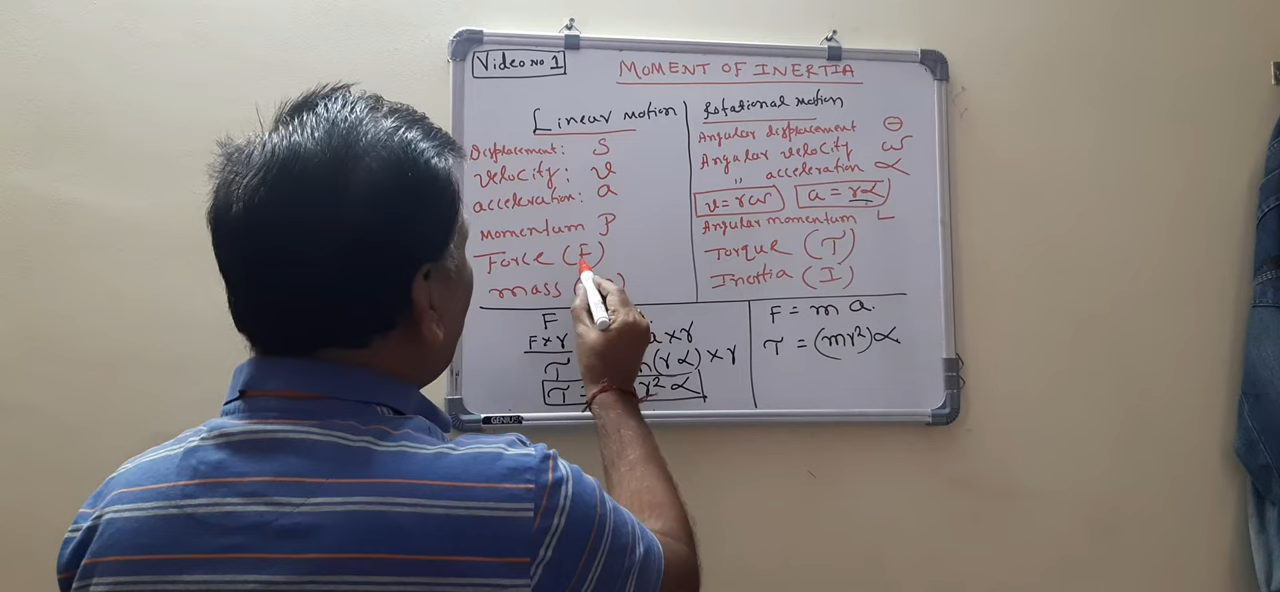 Video No 1
MOMENT OF INERTIA
Linear motion
Displacement: S
Velocity: v
acceleration: a
Momentum P
Force (F)
mass
F
F×r a×r
τ (rα) × r
τ = r² α
Rotational motion
Angular displacement θ
Angular velocity ω
" acceleration α
v = rω a = rα
Angular momentum L
Torque (τ)
Inertia (I)
F = m a.
τ = (mr²)α
GENIUS